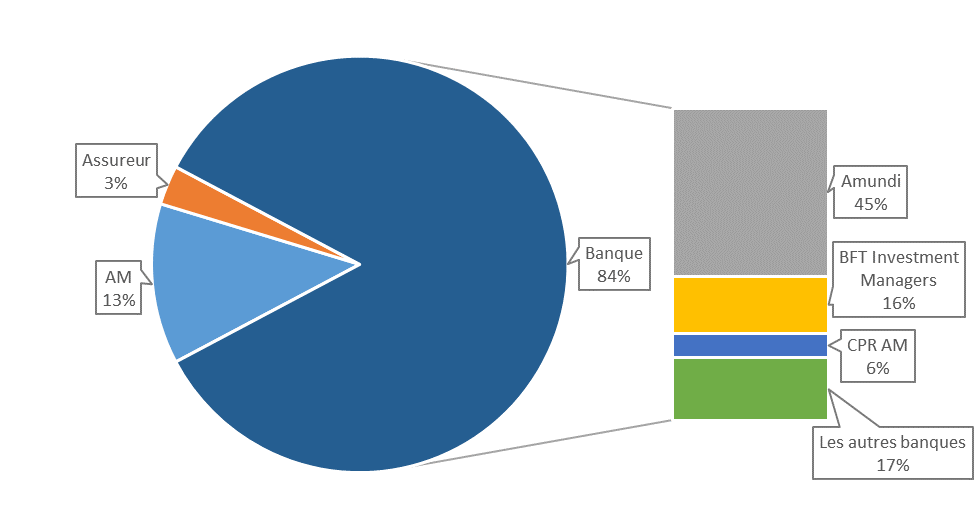 Assureur
3%
AM
13%
Banque
84%
Amundi
45%
BFT Investment
Managers
16%
CPR AM
6%
Les autres banques
17%